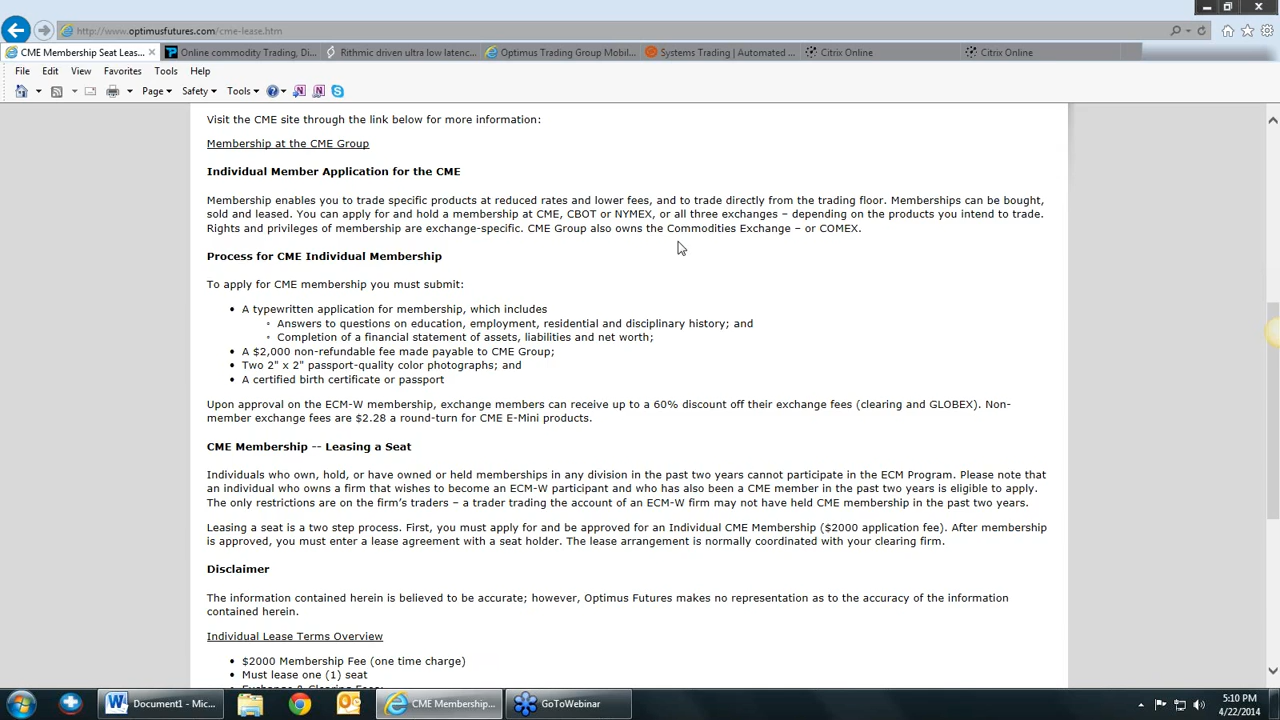 http://www.optimusfutures.com/cme-lease.htm
CME Membership Seat Leas...
Online commodity Trading, Di...
Rithmic driven ultra low latenc...
Optimus Trading Group Mobil...
Systems Trading | Automated ...
Citrix Online
Citrix Online
File Edit View Favorites Tools Help
Page Safety Tools
Visit the CME site through the link below for more information:
Membership at the CME Group
Individual Member Application for the CME
Membership enables you to trade specific products at reduced rates and lower fees, and to trade directly from the trading floor. Memberships can be bought,
sold and leased. You can apply for and hold a membership at CME, CBOT or NYMEX, or all three exchanges – depending on the products you intend to trade.
Rights and privileges of membership are exchange-specific. CME Group also owns the Commodities Exchange – or COMEX.
Process for CME Individual Membership
To apply for CME membership you must submit:
• A typewritten application for membership, which includes
◦ Answers to questions on education, employment, residential and disciplinary history; and
◦ Completion of a financial statement of assets, liabilities and net worth;
• A $2,000 non-refundable fee made payable to CME Group;
• Two 2" x 2" passport-quality color photographs; and
• A certified birth certificate or passport
Upon approval on the ECM-W membership, exchange members can receive up to a 60% discount off their exchange fees (clearing and GLOBEX). Non-
member exchange fees are $2.28 a round-turn for CME E-Mini products.
CME Membership -- Leasing a Seat
Individuals who own, hold, or have owned or held memberships in any division in the past two years cannot participate in the ECM Program. Please note that
an individual who owns a firm that wishes to become an ECM-W participant and who has also been a CME member in the past two years is eligible to apply.
The only restrictions are on the firm's traders – a trader trading the account of an ECM-W firm may not have held CME membership in the past two years.
Leasing a seat is a two step process. First, you must apply for and be approved for an Individual CME Membership ($2000 application fee). After membership
is approved, you must enter a lease agreement with a seat holder. The lease arrangement is normally coordinated with your clearing firm.
Disclaimer
The information contained herein is believed to be accurate; however, Optimus Futures makes no representation as to the accuracy of the information
contained herein.
Individual Lease Terms Overview
• $2000 Membership Fee (one time charge)
• Must lease one (1) seat
• Exchange & Clearing Fees:
Document1 - Mic...
CME Membership...
GoToWebinar
5:10 PM
4/22/2014